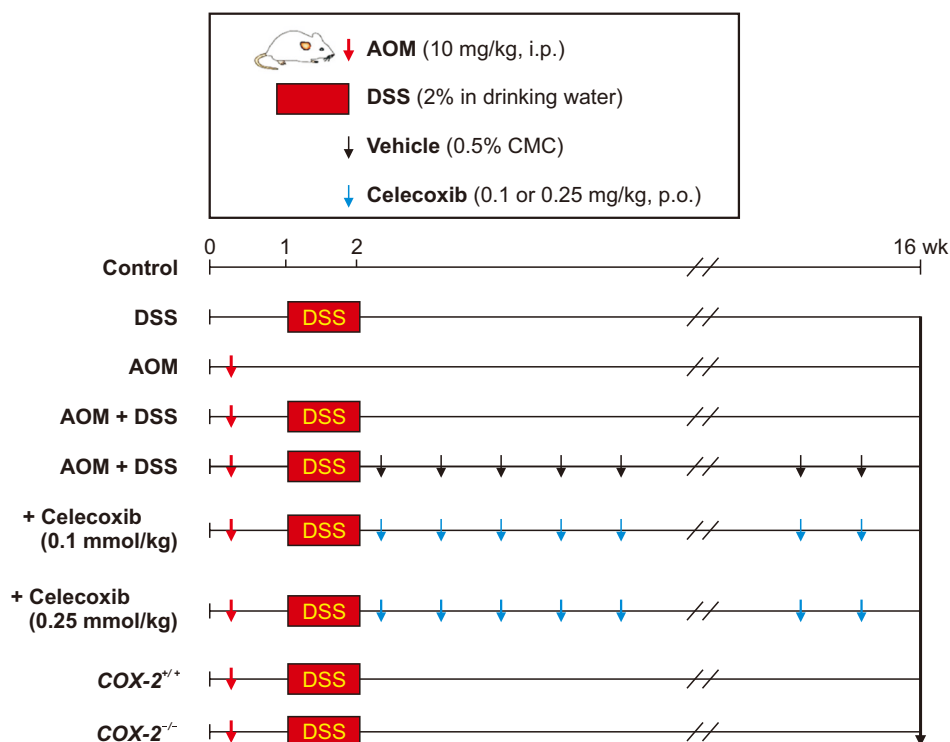 AOM (10 mg/kg, i.p.)
DSS (2% in drinking water)
Vehicle (0.5% CMC)
Celecoxib (0.1 or 0.25 mg/kg, p.o.)
0 1 2 16 wk
Control
DSS DSS
AOM
AOM + DSS DSS
AOM + DSS DSS
+ Celecoxib
(0.1 mmol/kg) DSS
+ Celecoxib
(0.25 mmol/kg) DSS
COX-2+/+ DSS
COX-2−/− DSS